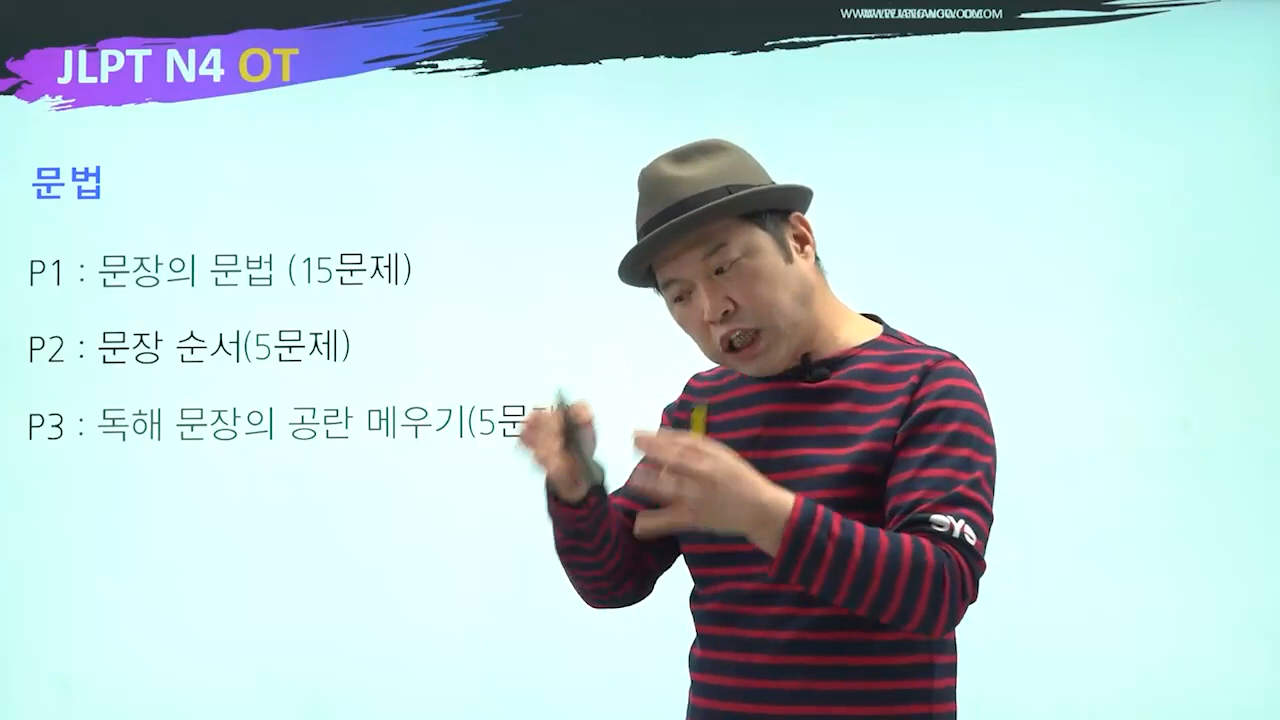 JLPT N4 OT
문법
P1 : 문장의 문법 (15문제)
P2 : 문장 순서(5문제)
P3 : 독해 문장의 공란 메우기(5
eye